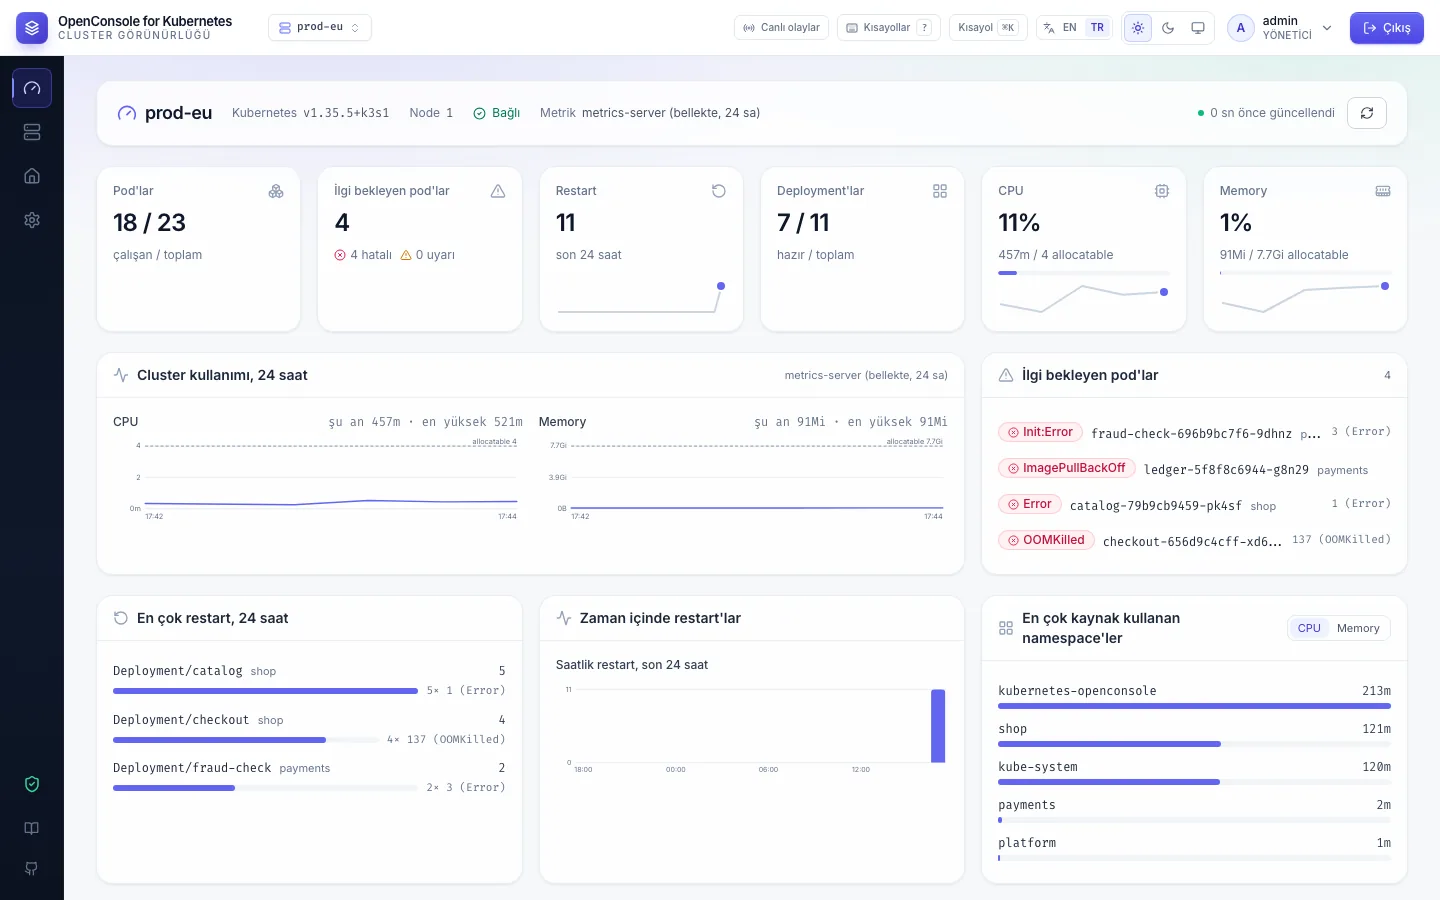 OpenConsole for Kubernetes
CLUSTER GÖRÜNÜRLÜĞÜ
prod-eu
Canlı olaylar
Kısayollar ?
Kısayol ⌘K
EN TR
A
admin
YÖNETİCİ
Çıkış
prod-eu
Kubernetes v1.35.5+k3s1
Node 1
Bağlı
Metrik metrics-server (bellekte, 24 sa)
0 sn önce güncellendi
Pod'lar
18 / 23
çalışan / toplam
İlgi bekleyen pod'lar
4
4 hatalı 0 uyarı
Restart
11
son 24 saat
Deployment'lar
7 / 11
hazır / toplam
CPU
11%
457m / 4 allocatable
Memory
1%
91Mi / 7.7Gi allocatable
Cluster kullanımı, 24 saat
metrics-server (bellekte, 24 sa)
CPU
şu an 457m · en yüksek 521m
allocatable 4
4
2
0m
17:42 17:44
Memory
şu an 91Mi · en yüksek 91Mi
allocatable 7.7Gi
7.7Gi
3.9Gi
0B
17:42 17:44
İlgi bekleyen pod'lar
4
Init:Error fraud-check-696b9bc7f6-9dhnz p... 3 (Error)
ImagePullBackOff ledger-5f8f8c6944-g8n29 payments
Error catalog-79b9cb9459-pk4sf shop 1 (Error)
OOMKilled checkout-656d9c4cff-xd6... 137 (OOMKilled)
En çok restart, 24 saat
Deployment/catalog shop 5
5× 1 (Error)
Deployment/checkout shop 4
4× 137 (OOMKilled)
Deployment/fraud-check payments 2
2× 3 (Error)
Zaman içinde restart'lar
Saatlik restart, son 24 saat
11
0
18:00 00:00 06:00 12:00
En çok kaynak kullanan
namespace'ler
CPU Memory
kubernetes-openconsole 213m
shop 121m
kube-system 120m
payments 2m
platform 1m